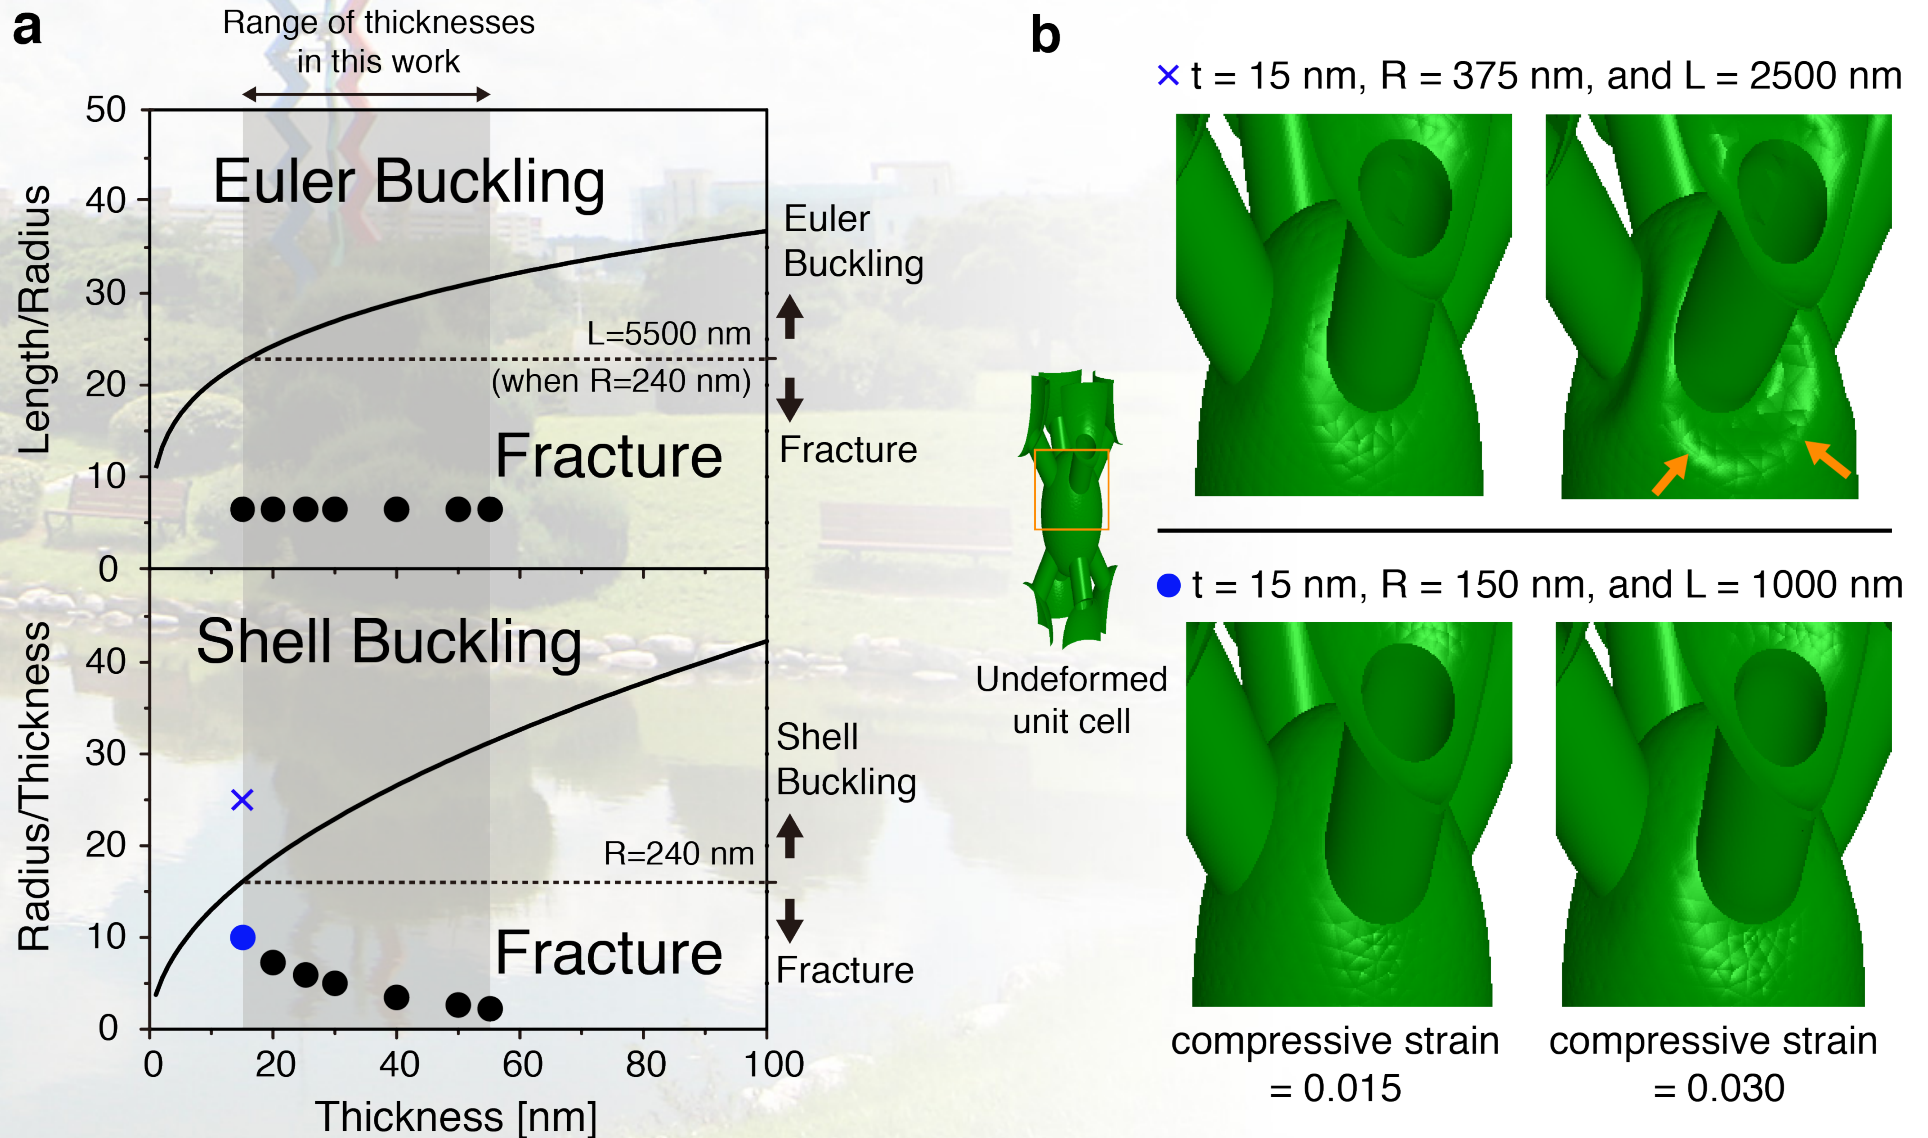 a
Range of thicknesses
in this work
50
40
30
20
10
0
Length/Radius
Euler Buckling
L=5500 nm
(when R=240 nm)
Fracture
Euler
Buckling
Fracture
40
30
20
10
0
Radius/Thickness
Shell Buckling
R=240 nm
Fracture
Shell
Buckling
Fracture
0 20 40 60 80 100
Thickness [nm]
b
× t = 15 nm, R = 375 nm, and L = 2500 nm
Undeformed
unit cell
t = 15 nm, R = 150 nm, and L = 1000 nm
compressive strain
= 0.015
compressive strain
= 0.030